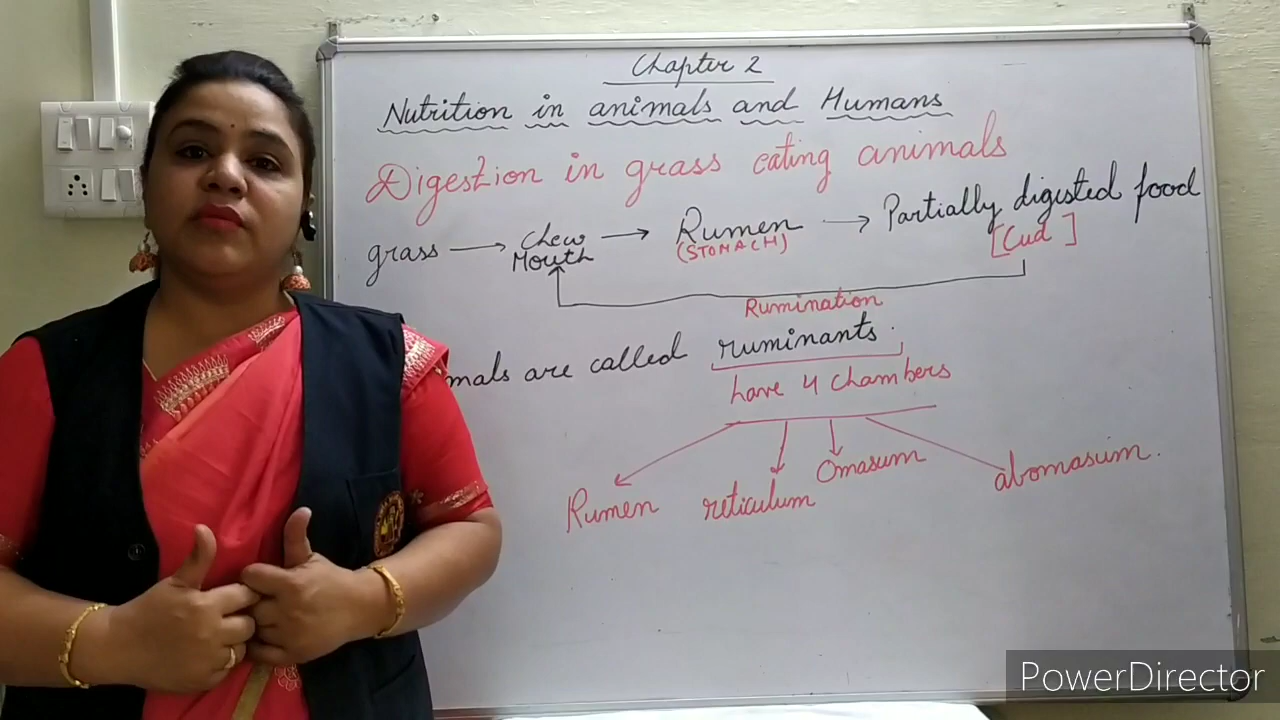 Chapter 2
Nutrition in animals and Humans
Digestion in grass eating animals
grass → Chew Mouth → Rumen (STOMACH) → Partially digested food [Cud]
Rumination
mals are called ruminants.
have 4 chambers
Rumen reticulum Omasum abomasum.
PowerDirector